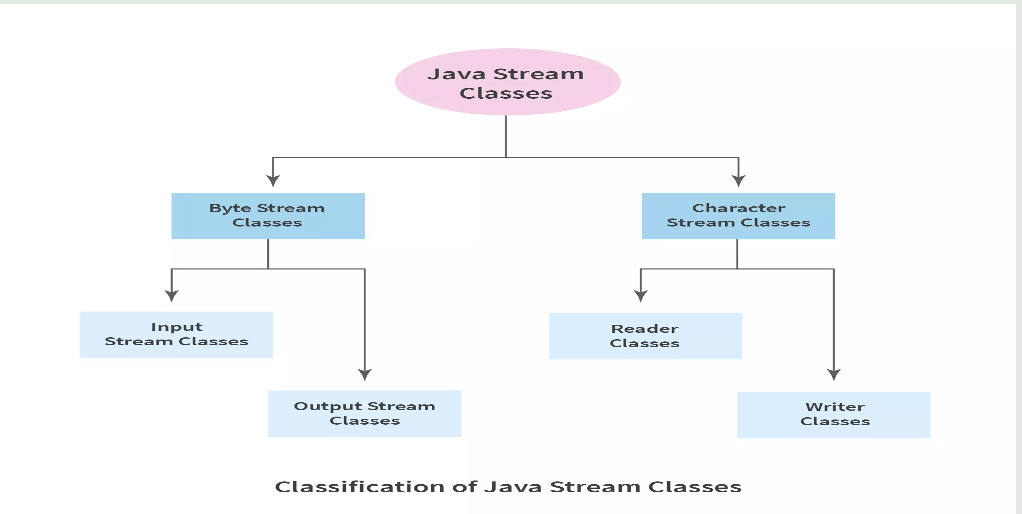 Java Stream
Classes
Byte Stream
Classes
Character
Stream Classes
Input
Stream Classes
Reader
Classes
Output Stream
Classes
Writer
Classes
Classification of Java Stream Classes